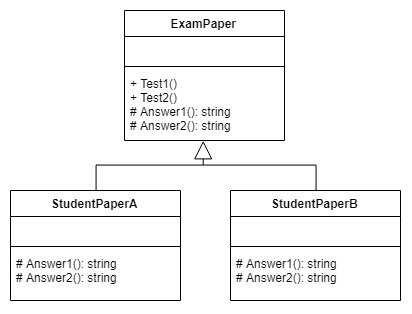 ExamPaper
+ Test1()
+ Test2()
# Answer1(): string
# Answer2(): string
StudentPaperA
# Answer1(): string
# Answer2(): string
StudentPaperB
# Answer1(): string
# Answer2(): string